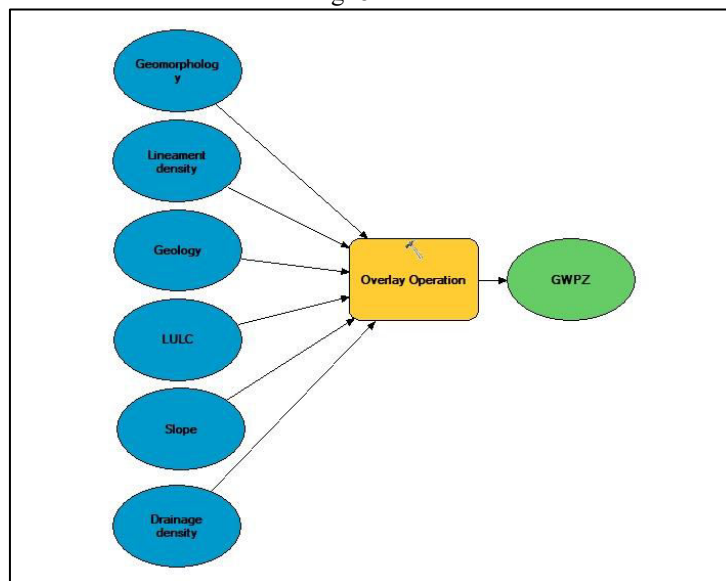 Geomorpholog
y
Lineament
density
Geology
LULC
Slope
Drainage
density
Overlay Operation
GWPZ